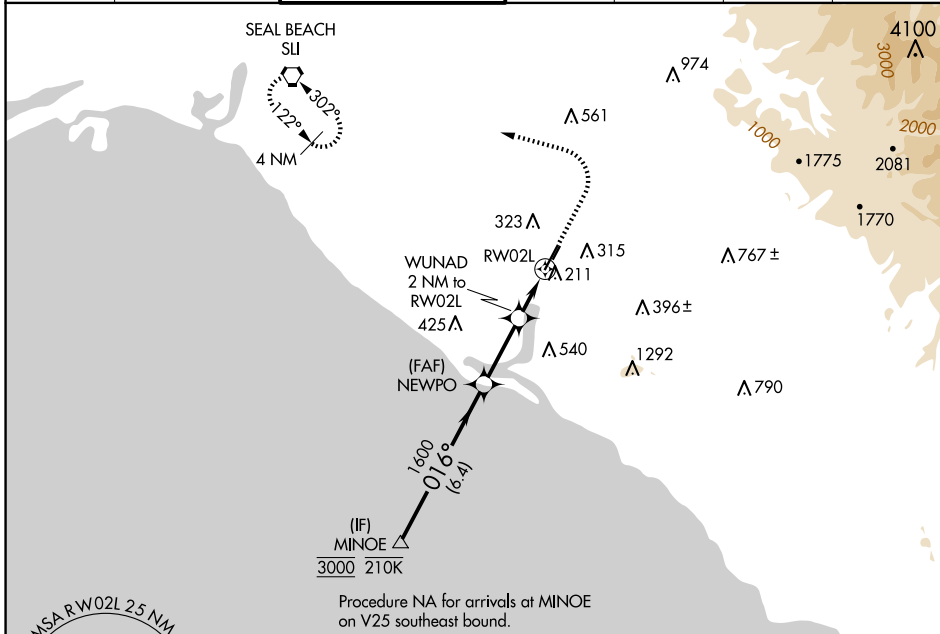 SEAL BEACH
SLI
302°
122°
4 NM
4100
3000
974
561
1000
2000
1775
2081
1770
323
RW02L
315
211
767 ±
WUNAD
2 NM to
RW02L
396 ±
425
540
1292
(FAF)
NEWPO
790
1600
016°
(6.4)
(IF)
MINOE
3000 210K
Procedure NA for arrivals at MINOE
on V25 southeast bound.
MSA RW02L 25 NM